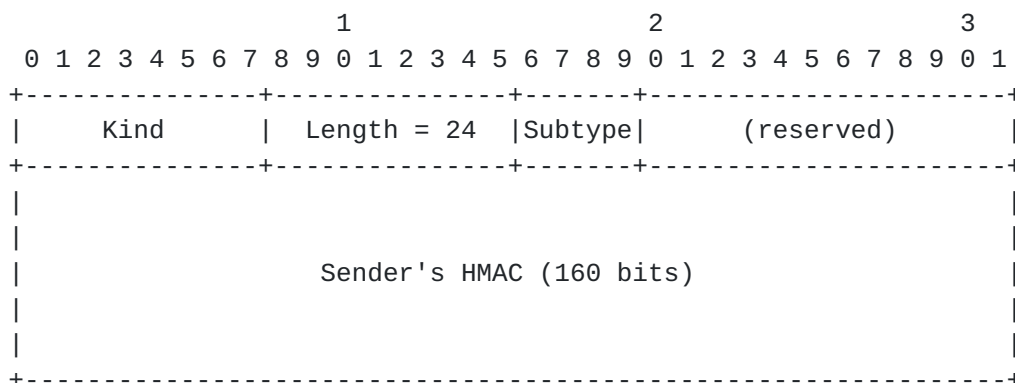 1                   2                   3
 0 1 2 3 4 5 6 7 8 9 0 1 2 3 4 5 6 7 8 9 0 1 2 3 4 5 6 7 8 9 0 1
+---------------+---------------+-------+-----------------------+
|     Kind      |  Length = 24  |Subtype|      (reserved)       |
+---------------+---------------+-------+-----------------------+
|                                                               |
|                                                               |
|                   Sender's HMAC (160 bits)                    |
|                                                               |
|                                                               |
+---------------------------------------------------------------+